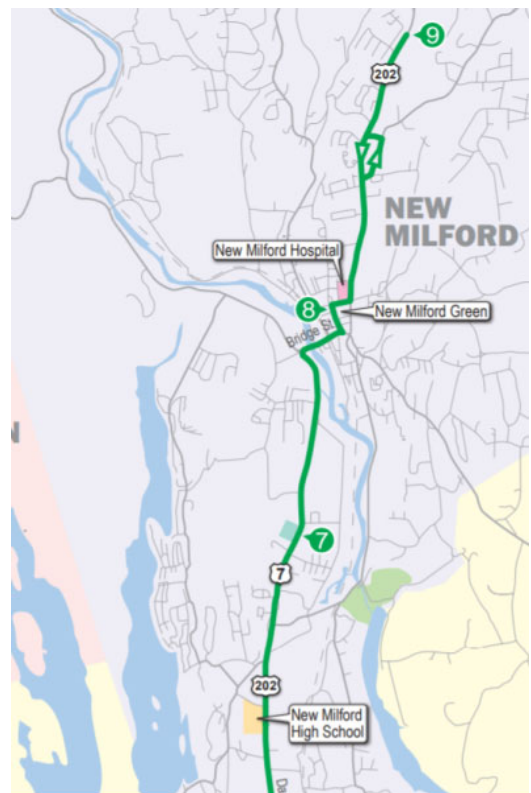 9
202
NEW
MILFORD
New Milford Hospital
8
New Milford Green
Bridge St.
N
7
7
202
New Milford
High School
Da